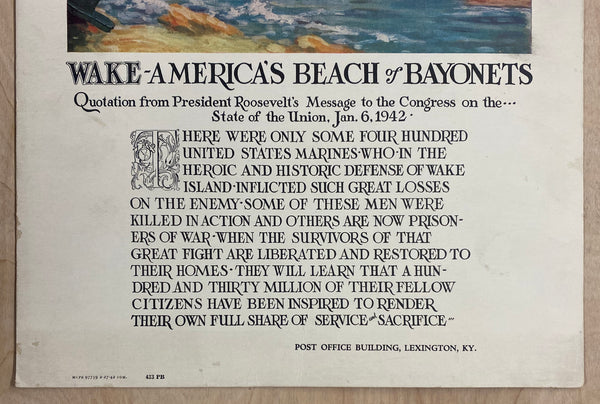 WAKE-AMERICA'S BEACH of BAYONETS
Quotation from President Roosevelt's Message to the Congress on the...
State of the Union, Jan. 6, 1942.
THERE WERE ONLY SOME FOUR HUNDRED
UNITED STATES MARINES·WHO·IN THE
HEROIC AND HISTORIC DEFENSE OF WAKE
ISLAND·INFLICTED SUCH GREAT LOSSES
ON THE ENEMY·SOME OF THESE MEN WERE
KILLED IN ACTION AND OTHERS ARE NOW PRISON-
ERS OF WAR·WHEN THE SURVIVORS OF THAT
GREAT FIGHT ARE LIBERATED AND RESTORED TO
THEIR HOMES·THEY WILL LEARN THAT A HUN-
DRED AND THIRTY MILLION OF THEIR FELLOW
CITIZENS HAVE BEEN INSPIRED TO RENDER
THEIR OWN FULL SHARE OF SERVICE and SACRIFICE
POST OFFICE BUILDING, LEXINGTON, KY.
433 PB